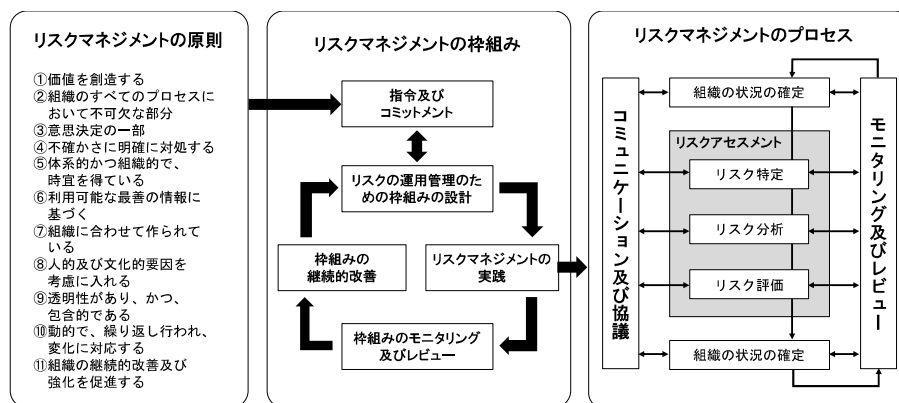 リスクマネジメントの原則
①価値を創造する
②組織のすべてのプロセスに
おいて不可欠な部分
③意思決定の一部
④不確かさに明確に対処する
⑤体系的かつ組織的で、
時宜を得ている
⑥利用可能な最善の情報に
基づく
⑦組織に合わせて作られて
いる
⑧人的及び文化的要因を
考慮に入れる
⑨透明性があり、かつ、
包含的である
⑩動的で、繰り返し行われ、
変化に対応する
⑪組織の継続的改善及び
強化を促進する
リスクマネジメントの枠組み
指令及び
コミットメント
リスクの運用管理のた
めの枠組みの設計
枠組みの
継続的改善
リスクマネジメントの
実践
枠組みのモニタリング
及びレビュー
リスクマネジメントのプロセス
コミュニケーション及び協議
組織の状況の確定
リスクアセスメント
リスク特定
リスク分析
リスク評価
組織の状況の確定
モニタリング及びレビュー